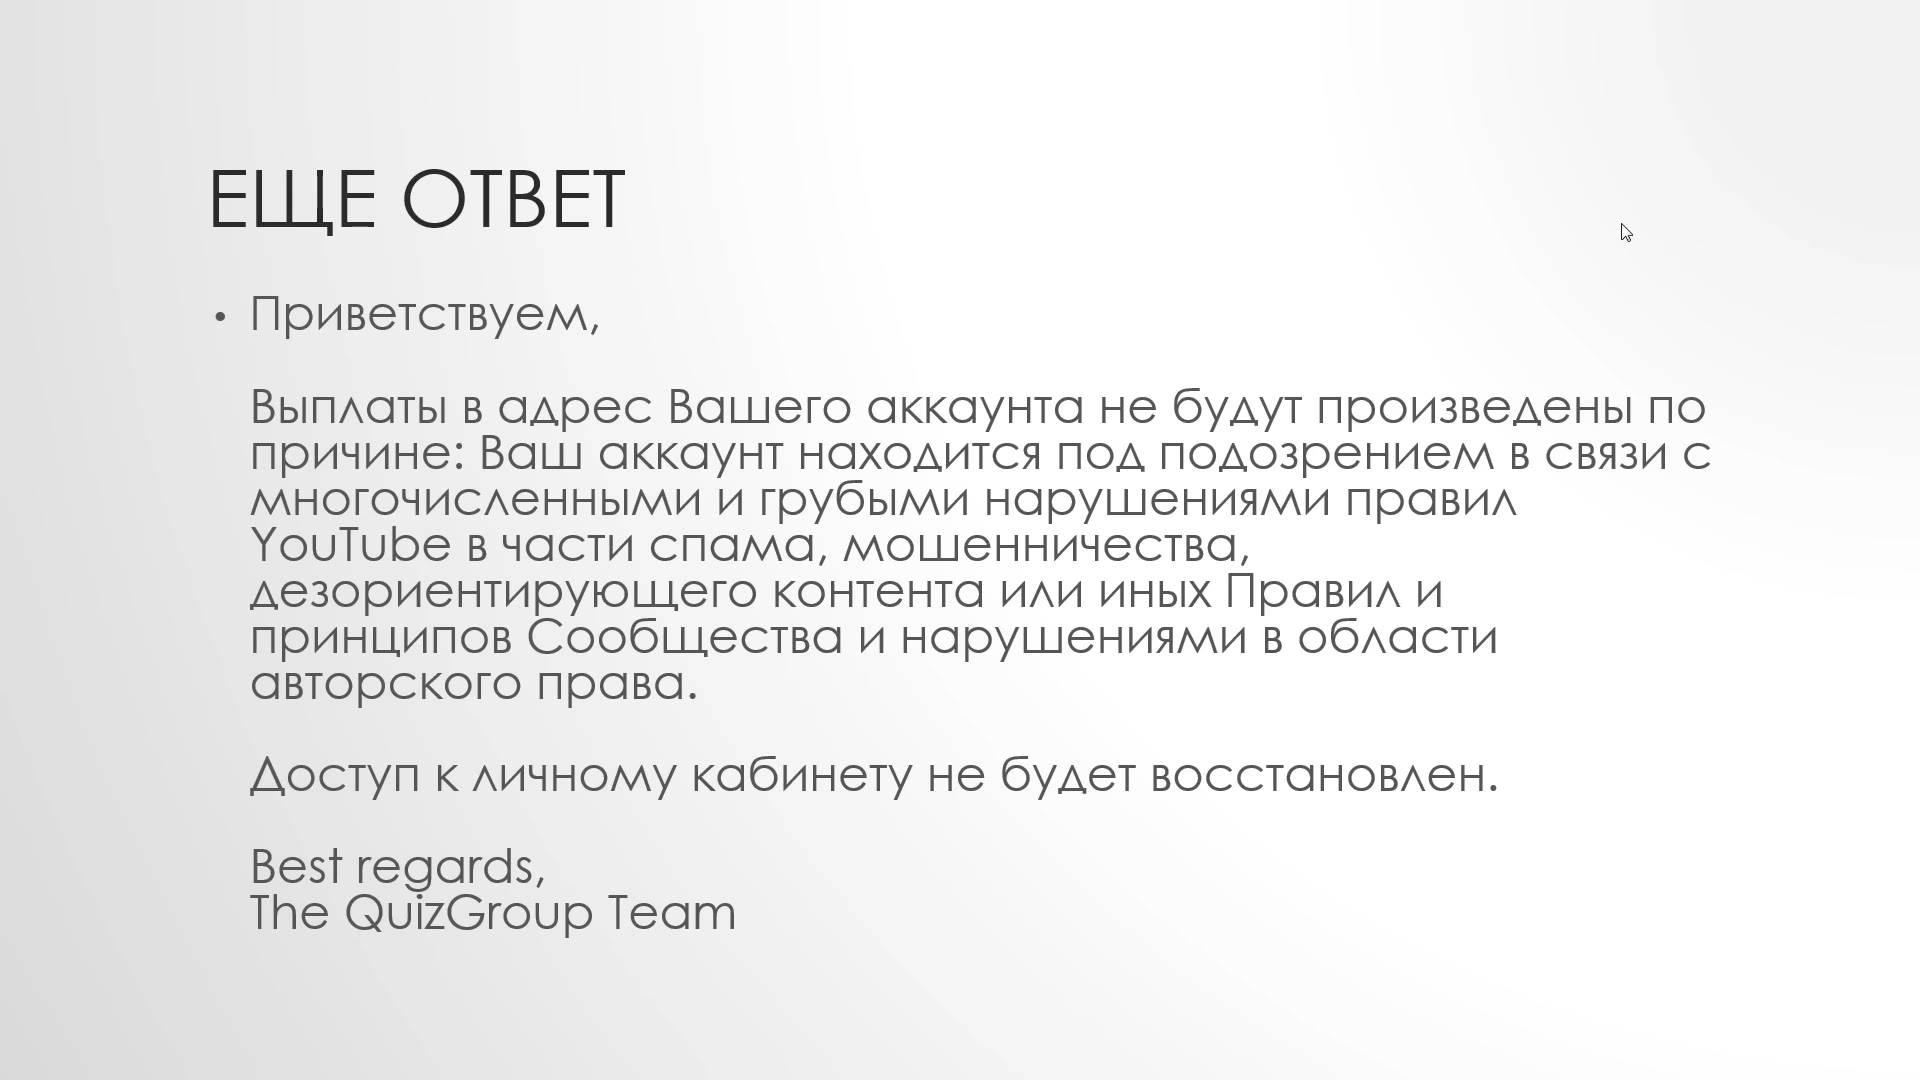 ЕЩЕ ОТВЕТ
• Приветствуем,
Выплаты в адрес Вашего аккаунта не будут произведены по
причине: Ваш аккаунт находится под подозрением в связи с
многочисленными и грубыми нарушениями правил
YouTube в части спама, мошенничества,
дезориентирующего контента или иных Правил и
принципов Сообщества и нарушениями в области
авторского права.
Доступ к личному кабинету не будет восстановлен.
Best regards,
The QuizGroup Team